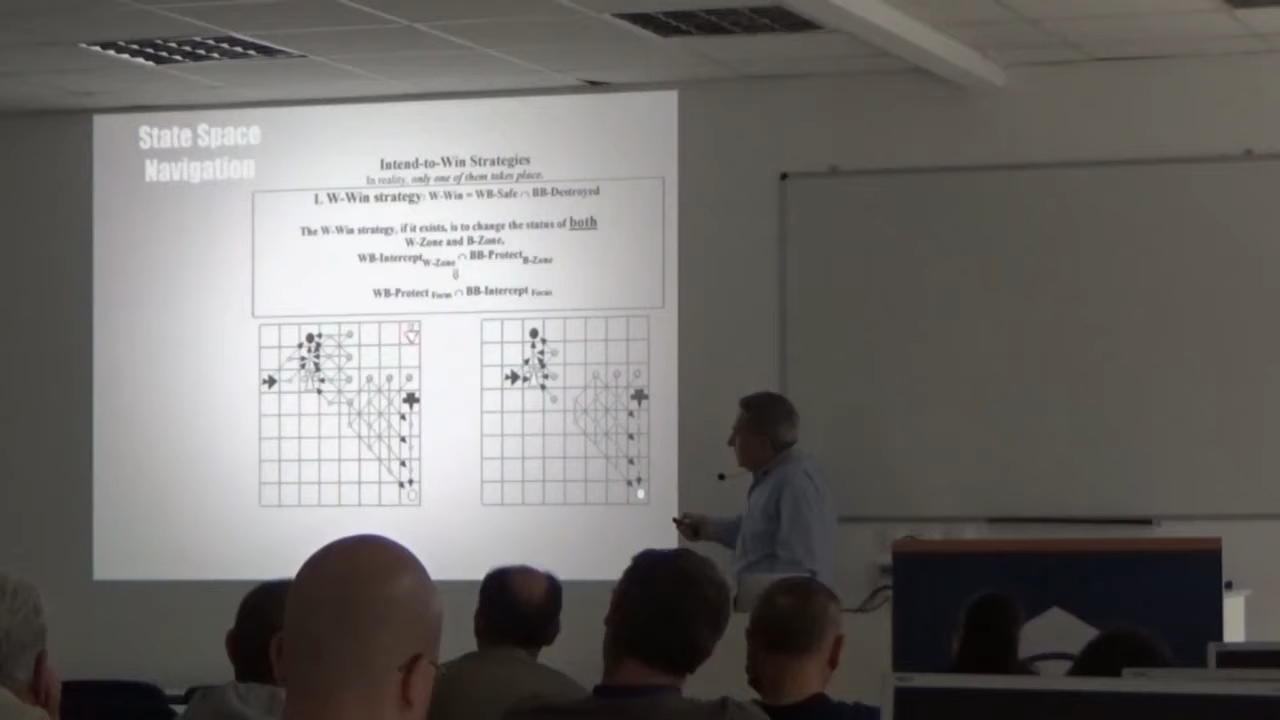 State Space
Navigation
Intend-to-Win Strategies
In reality, only one of them takes place.
1. W-Win strategy: W-Win = WB-Safe ∩ BB-Destroyed
The W-Win strategy, if it exists, is to change the status of both
W-Zone and B-Zone,
WB-Intercept W-Zone ∩ BB-Protect B-Zone
⇓
WB-Protect Focus ∩ BB-Intercept Focus